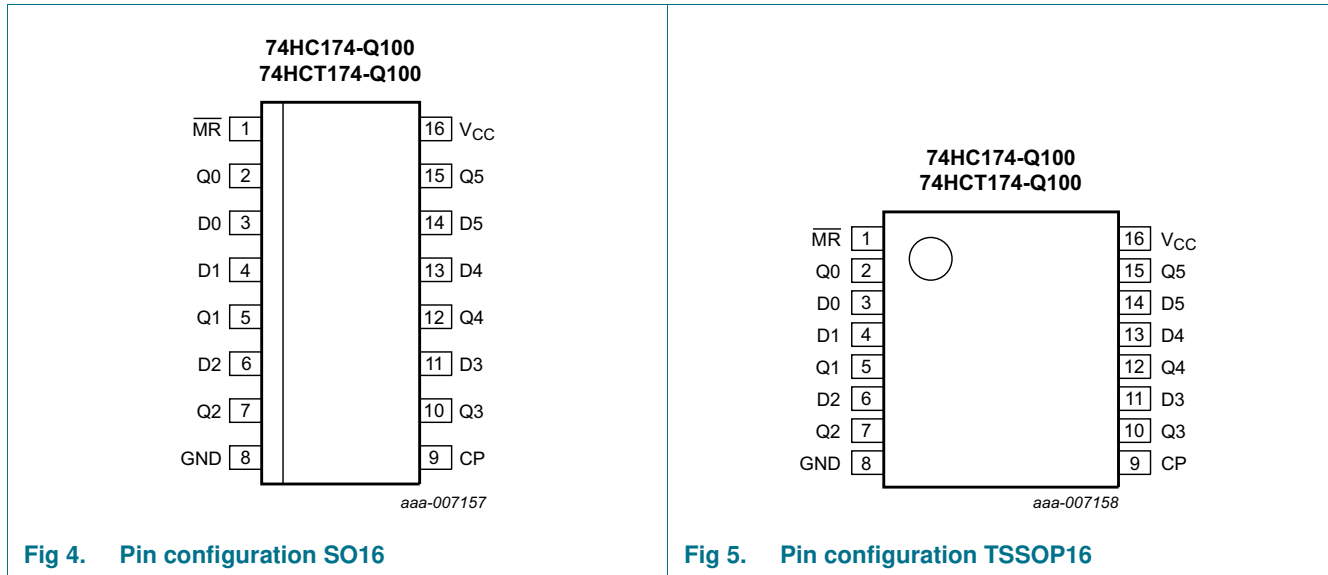 74HC174-Q100
74HCT174-Q100
MR 1 16 VCC
Q0 2 15 Q5
D0 3 14 D5
D1 4 13 D4
Q1 5 12 Q4
D2 6 11 D3
Q2 7 10 Q3
GND 8 9 CP
aaa-007157
Fig 4. Pin configuration SO16
74HC174-Q100
74HCT174-Q100
MR 1 16 VCC
Q0 2 15 Q5
D0 3 14 D5
D1 4 13 D4
Q1 5 12 Q4
D2 6 11 D3
Q2 7 10 Q3
GND 8 9 CP
aaa-007158
Fig 5. Pin configuration TSSOP16